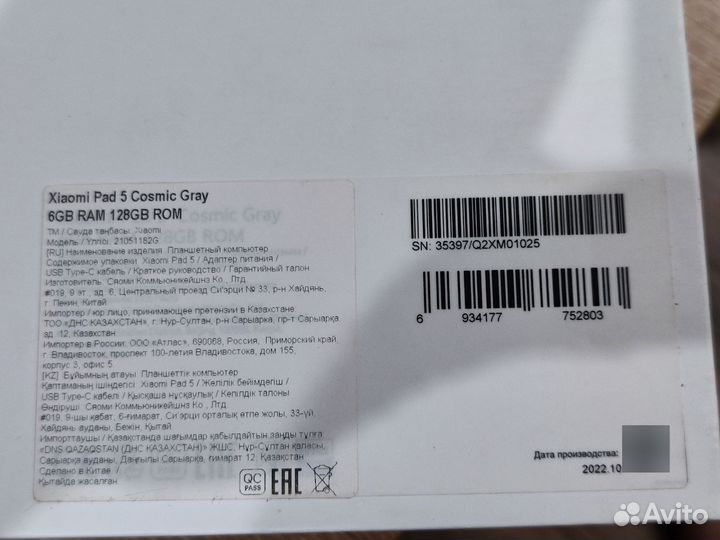 Xiaomi Pad 5 Cosmic Gray
6GB RAM 128GB ROM
TM / Сауда таңбасы: Xiaomi
Модель / Үлгісі: 21051182G
[RU] Наименование изделия: Планшетный компьютер
Содержимое упаковки: Xiaomi Pad 5 / Адаптер питания /
USB Type-C кабель / Краткое руководство / Гарантийный талон
Изготовитель: Сяоми Коммьюникейшнз Ко., Лтд
#019, 9 эт., зд. 6, Центральный проезд Си'эрци № 33, р-н Хайдянь,
г. Пекин, Китай
Импортер / юр лицо, принимающее претензии в Казахстане
ТОО «ДНС КАЗАХСТАН», г. Нур-Султан, р-н Сарыарка, пр-т Сарыарка,
зд. 12, Казахстан
Импортер в России: ООО «Атлас», 690068, Россия, Приморский край,
г. Владивосток, проспект 100-летия Владивостока, дом 155,
корпус 3, офис 5
[KZ] Бұйымның атауы: Планшеттік компьютер
Қаптаманың ішіндегісі: Xiaomi Pad 5 / Желілік бейімдегіш /
USB Type-C кабелі / Қысқаша нұсқаулық / Кепілдік талоны
Өндіруші: Сяоми Коммьюникейшнз Ко., Лтд
#019, 9-шы қабат, 6-ғимарат, Си'эрци орталық өтпе жолы, 33-үй,
Хайдянь ауданы, Бежін, Қытай
Импорттаушы / Қазақстанда шағымдар қабылдайтын заңды тұлға
«DNS QAZAQSTAN (ДНС КАЗАХСТАН)» ЖШС, Нұр-Сұлтан қаласы,
Сарыарка ауданы, Даңғылы Сарыарка, ғимарат 12, Қазақстан
Сделано в Китае /
Қытайда жасалған
QC
PASS
EAC
SN: 35397/Q2XM01025
6 934177 752803
Дата производства:
2022.10
Avito